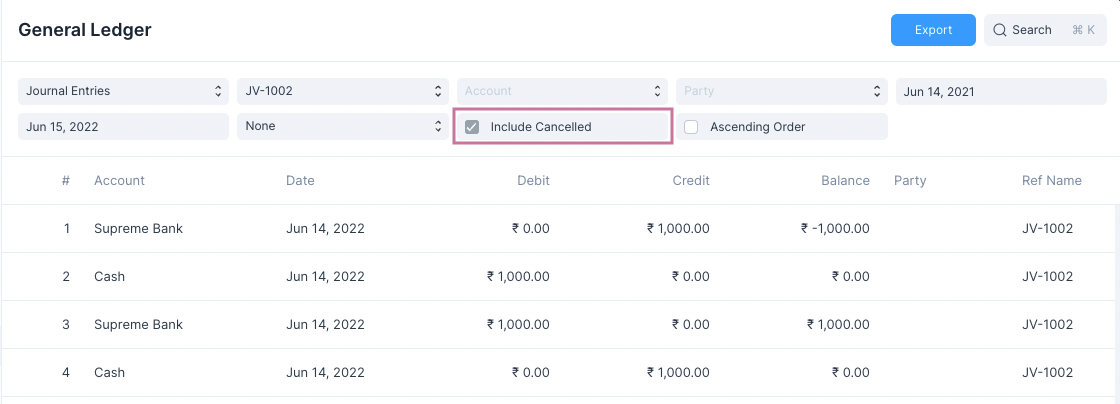 General Ledger Export Search ⌘ K
Journal Entries JV-1002 Account Party Jun 14, 2021
Jun 15, 2022 None Include Cancelled Ascending Order
# Account Date Debit Credit Balance Party Ref Name
1 Supreme Bank Jun 14, 2022 ₹ 0.00 ₹ 1,000.00 ₹ -1,000.00 JV-1002
2 Cash Jun 14, 2022 ₹ 1,000.00 ₹ 0.00 ₹ 0.00 JV-1002
3 Supreme Bank Jun 14, 2022 ₹ 1,000.00 ₹ 0.00 ₹ 1,000.00 JV-1002
4 Cash Jun 14, 2022 ₹ 0.00 ₹ 1,000.00 ₹ 0.00 JV-1002